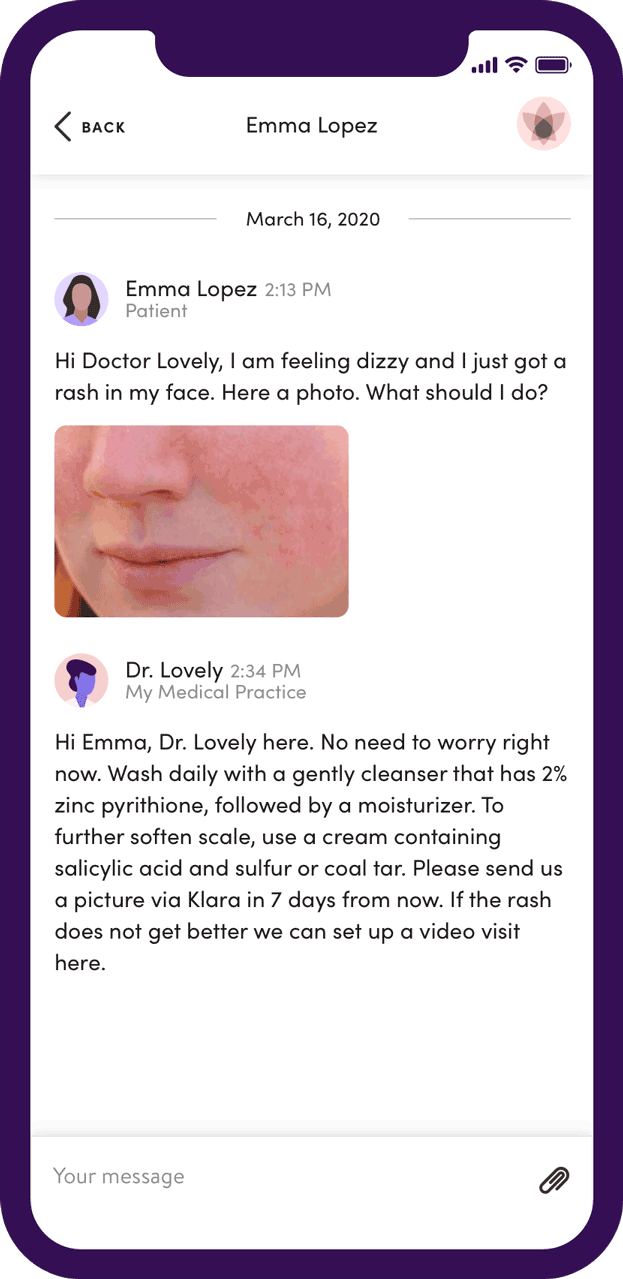 BACK
Emma Lopez
March 16, 2020
Emma Lopez 2:13 PM
Patient
Hi Doctor Lovely, I am feeling dizzy and I just got a
rash in my face. Here a photo. What should I do?
Dr. Lovely 2:34 PM
My Medical Practice
Hi Emma, Dr. Lovely here. No need to worry right
now. Wash daily with a gently cleanser that has 2%
zinc pyrithione, followed by a moisturizer. To
further soften scale, use a cream containing
salicylic acid and sulfur or coal tar. Please send us
a picture via Klara in 7 days from now. If the rash
does not get better we can set up a video visit
here.
Your message